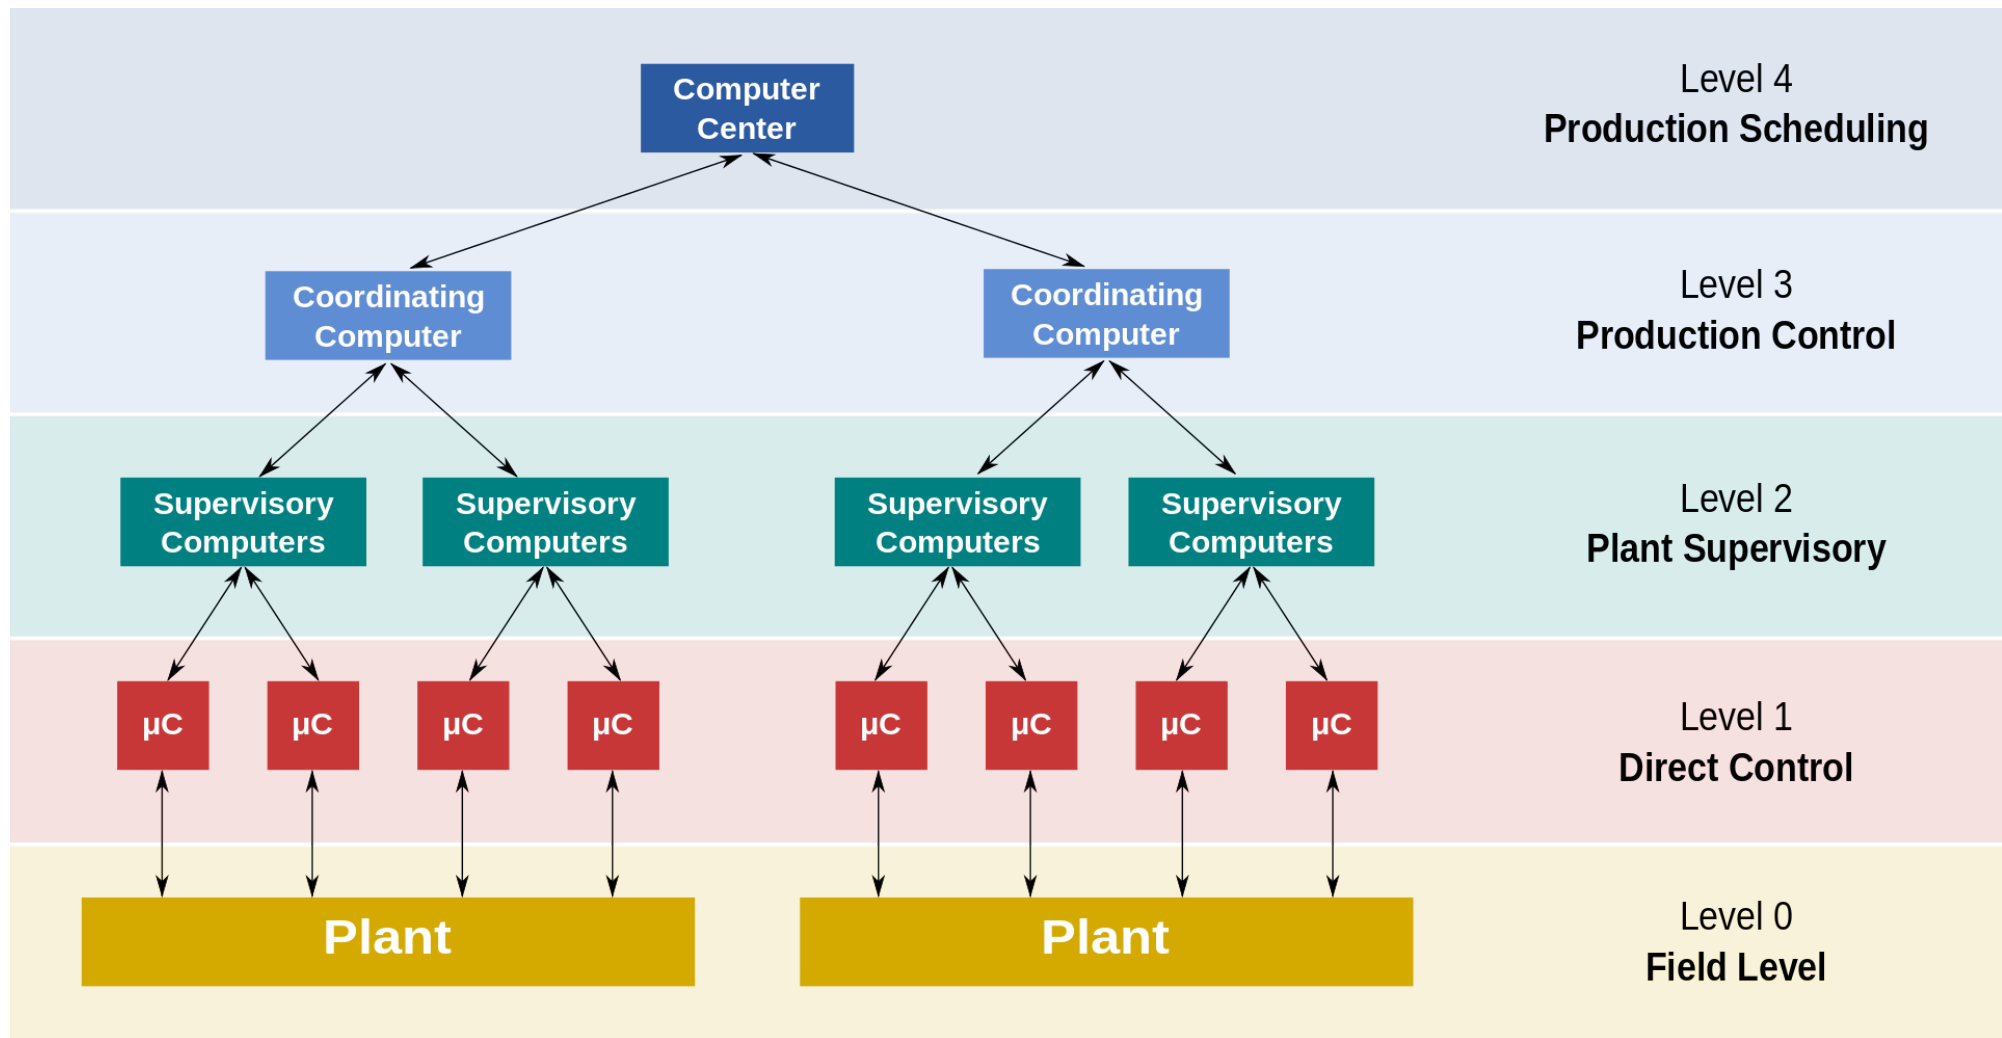 Computer
Center
Level 4
Production Scheduling
Coordinating
Computer
Coordinating
Computer
Level 3
Production Control
Supervisory
Computers
Supervisory
Computers
Supervisory
Computers
Supervisory
Computers
Level 2
Plant Supervisory
µC
µC
µC
µC
µC
µC
µC
µC
Level 1
Direct Control
Plant
Plant
Level 0
Field Level